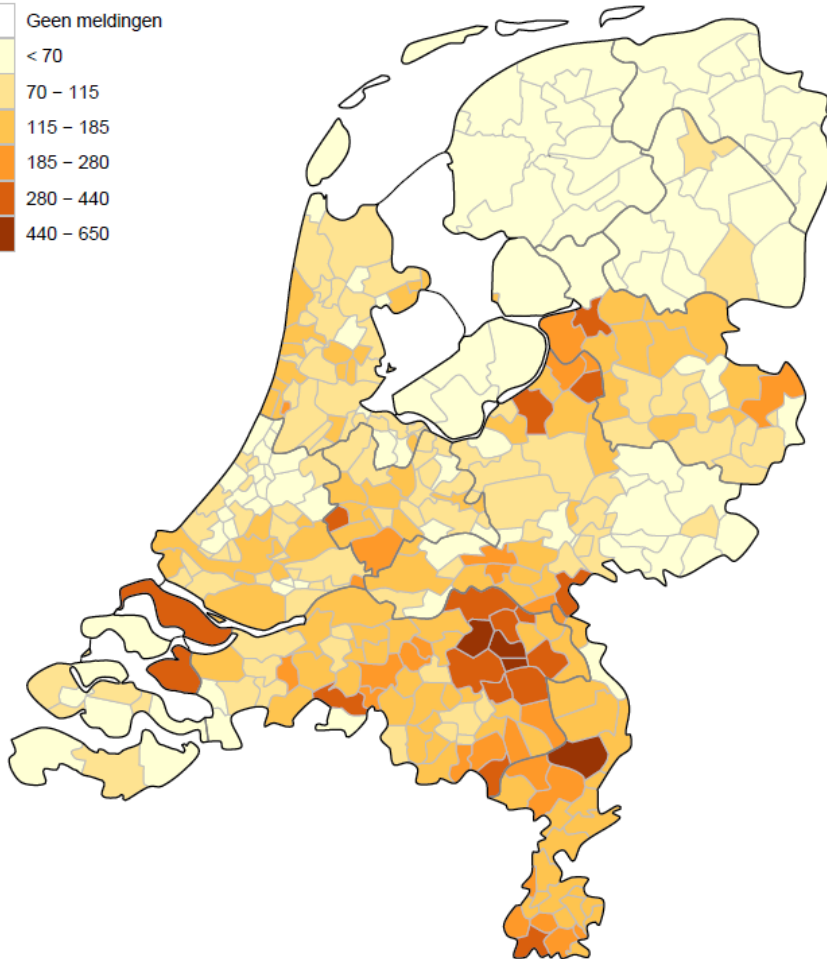 Geen meldingen
< 70
70 – 115
115 – 185
185 – 280
280 – 440
440 – 650